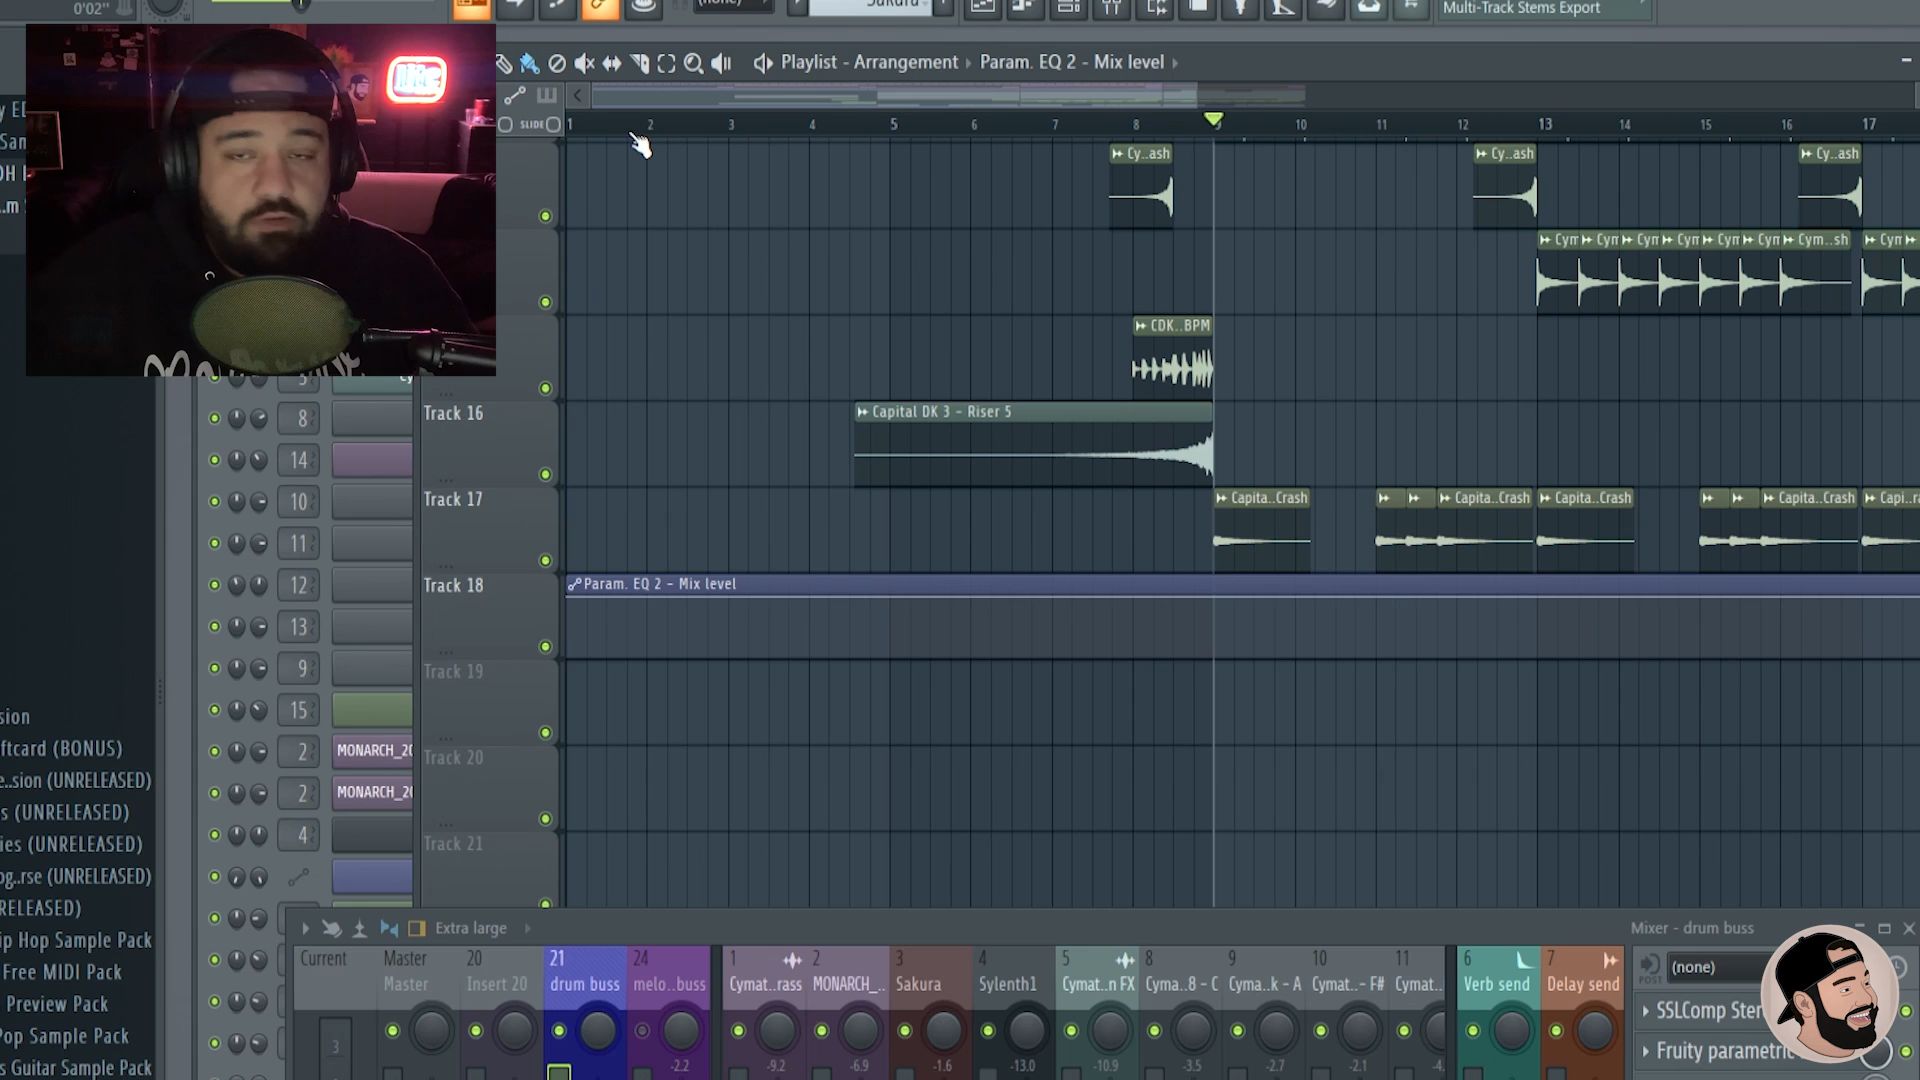 0'02"
(none)
Sakura
Multi-Track Stems Export
Playlist - Arrangement › Param. EQ 2 - Mix level
SLIDE
1 2 3 4 5 6 7 8 9 10 11 12 13 14 15 16 17
Cy..ash Cy..ash Cy..ash
Cym Cym Cym Cym Cym Cym Cym..sh Cym
CDK..BPM
Track 16
Capital DK 3 - Riser 5
Track 17
Capita..Crash Capita..Crash Capita..Crash Capita..Crash
Track 18
Param. EQ 2 - Mix level
Track 19
Track 20
Track 21
8
14
10
11
12
13
9
15
2 MONARCH_20
2 MONARCH_20
4
sion
ftcard (BONUS)
e..sion (UNRELEASED)
s (UNRELEASED)
ies (UNRELEASED)
og..rse (UNRELEASED)
RELEASED)
ip Hop Sample Pack
Free MIDI Pack
Preview Pack
Pop Sample Pack
s Guitar Sample Pack
Extra large
Mixer - drum buss
Current Master 20 21 24 1 2 3 4 5 8 9 10 11 6 7
Master Insert 20 drum buss melo..buss Cymat..rass MONARCH_.. Sakura Sylenth1 Cymat..n FX Cyma..8 - C Cyma..k - A Cymat..- F# Cymat.. Verb send Delay send
3 -2.2 -9.2 -6.9 -1.6 -13.0 -10.9 -3.5 -2.7 -2.1 -4.
POST
(none)
SSLComp Ster
Fruity parametric